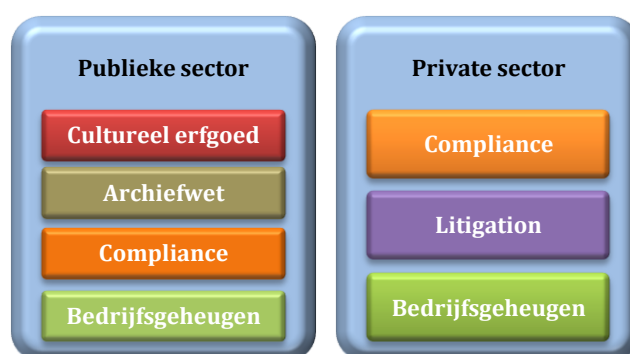 Publieke sector
Cultureel erfgoed
Archiefwet
Compliance
Bedrijfsgeheugen
Private sector
Compliance
Litigation
Bedrijfsgeheugen